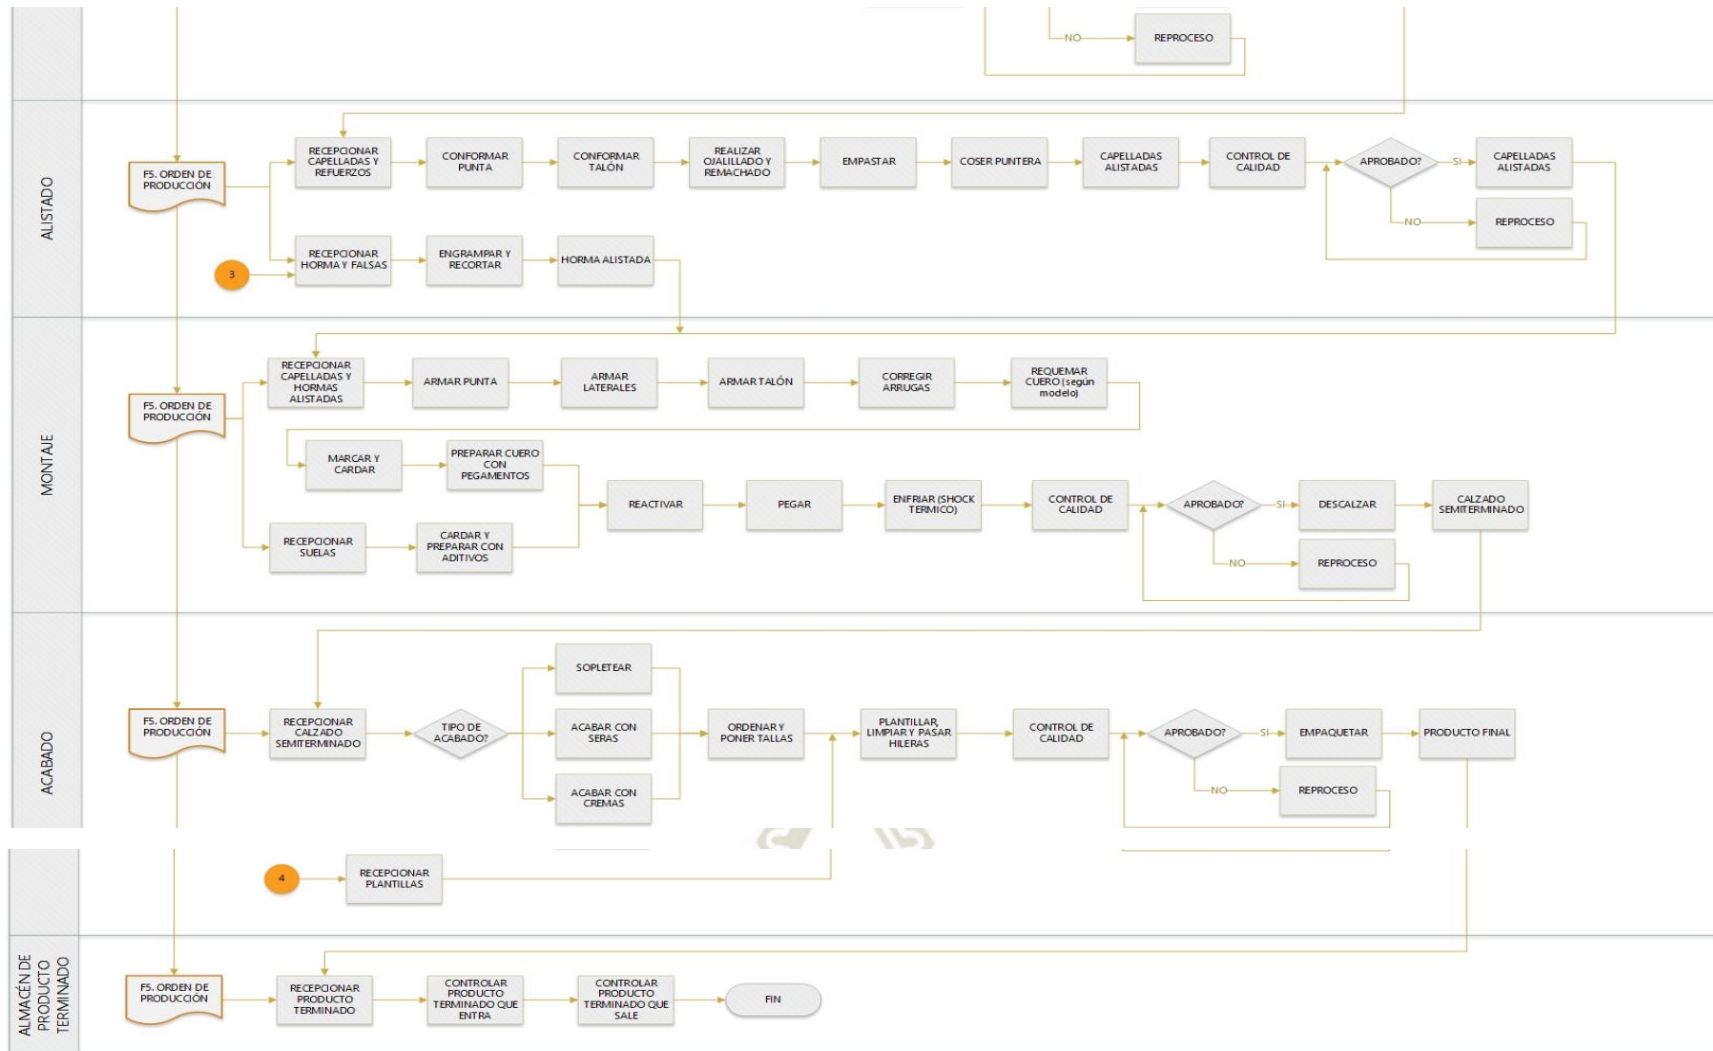 NO
REPROCESO
ALISTADO
F5. ORDEN DE
PRODUCCIÓN
RECEPCIONAR
CAPELLADAS Y
REFUERZOS
CONFORMAR
PUNTA
CONFORMAR
TALÓN
REALIZAR
OJALILLADO Y
REMACHADO
EMPASTAR
COSER PUNTERA
CAPELLADAS
ALISTADAS
CONTROL DE
CALIDAD
APROBADO?
SI
CAPELLADAS
ALISTADAS
NO
REPROCESO
3
RECEPCIONAR
HORMA Y FALSAS
ENGRAMPAR Y
RECORTAR
HORMA ALISTADA
MONTAJE
F5. ORDEN DE
PRODUCCIÓN
RECEPCIONAR
CAPELLADAS Y
HORMAS
ALISTADAS
ARMAR PUNTA
ARMAR
LATERALES
ARMAR TALÓN
CORREGIR
ARRUGAS
REQUEMAR
CUERO (según
modelo)
MARCAR Y
CARDAR
PREPARAR CUERO
CON
PEGAMENTOS
RECEPCIONAR
SUELAS
CARDAR Y
PREPARAR CON
ADITIVOS
REACTIVAR
PEGAR
ENFRIAR (SHOCK
TERMICO)
CONTROL DE
CALIDAD
APROBADO?
SI
DESCALZAR
CALZADO
SEMITERMINADO
NO
REPROCESO
ACABADO
F5. ORDEN DE
PRODUCCIÓN
RECEPCIONAR
CALZADO
SEMITERMINADO
TIPO DE
ACABADO?
SOPLETEAR
ACABAR CON
SERAS
ACABAR CON
CREMAS
ORDENAR Y
PONER TALLAS
PLANTILLAR,
LIMPIAR Y PASAR
HILERAS
CONTROL DE
CALIDAD
APROBADO?
SI
EMPAQUETAR
PRODUCTO FINAL
NO
REPROCESO
4
RECEPCIONAR
PLANTILLAS
ALMACÉN DE
PRODUCTO
TERMINADO
F5. ORDEN DE
PRODUCCIÓN
RECEPCIONAR
PRODUCTO
TERMINADO
CONTROLAR
PRODUCTO
TERMINADO QUE
ENTRA
CONTROLAR
PRODUCTO
TERMINADO QUE
SALE
FIN